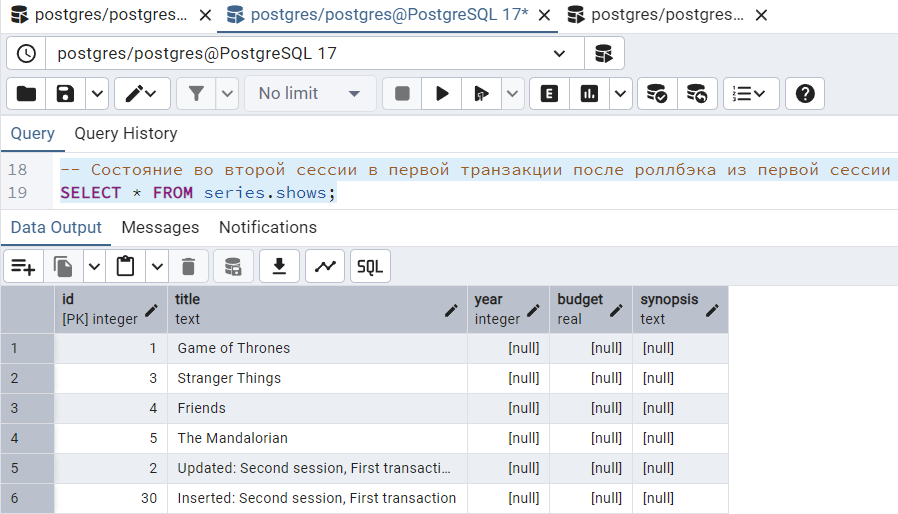 postgres/postgres...
postgres/postgres@PostgreSQL 17*
postgres/postgres...
postgres/postgres@PostgreSQL 17
No limit
E
Query
Query History
18 -- Состояние во второй сессии в первой транзакции после роллбэка из первой сессии
19 SELECT * FROM series.shows;
Data Output
Messages
Notifications
SQL
id title year budget synopsis
[PK] integer text integer real text
1 1 Game of Thrones [null] [null] [null]
2 3 Stranger Things [null] [null] [null]
3 4 Friends [null] [null] [null]
4 5 The Mandalorian [null] [null] [null]
5 2 Updated: Second session, First transacti... [null] [null] [null]
6 30 Inserted: Second session, First transaction [null] [null] [null]